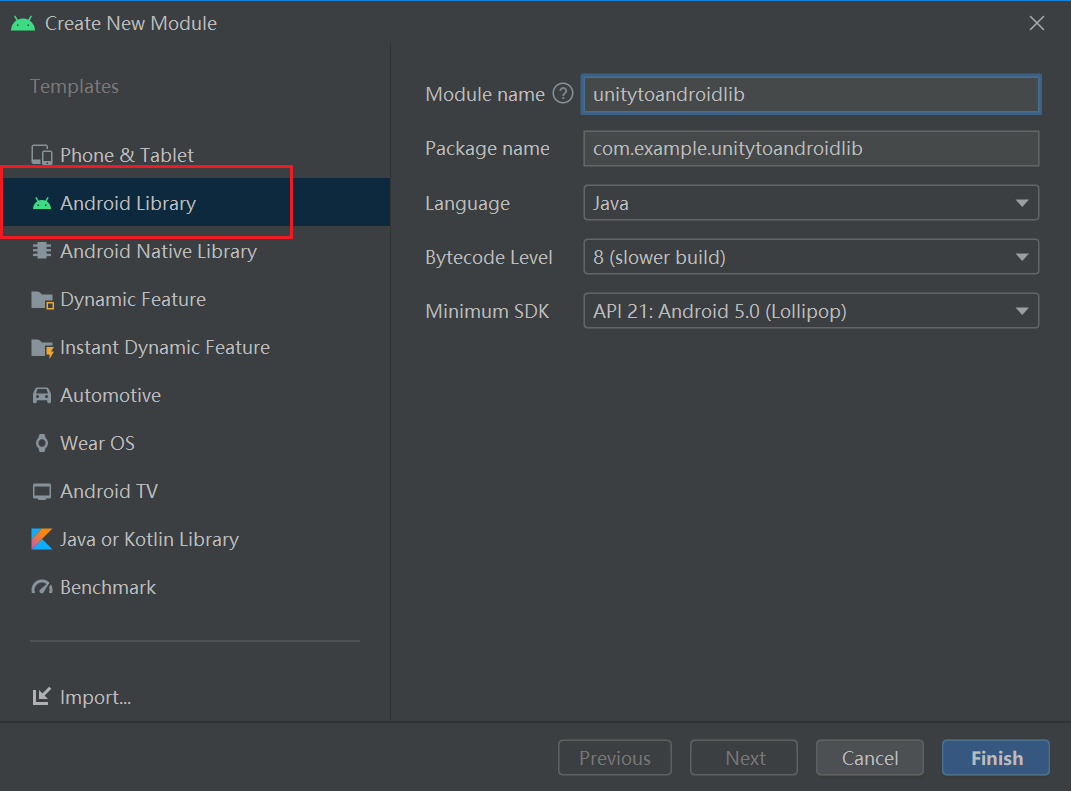 Create New Module
Templates
Phone & Tablet
Android Library
Android Native Library
Dynamic Feature
Instant Dynamic Feature
Automotive
Wear OS
Android TV
Java or Kotlin Library
Benchmark
Import...
Module name ? unitytoandroidlib
Package name com.example.unitytoandroidlib
Language Java
Bytecode Level 8 (slower build)
Minimum SDK API 21: Android 5.0 (Lollipop)
Previous Next Cancel Finish